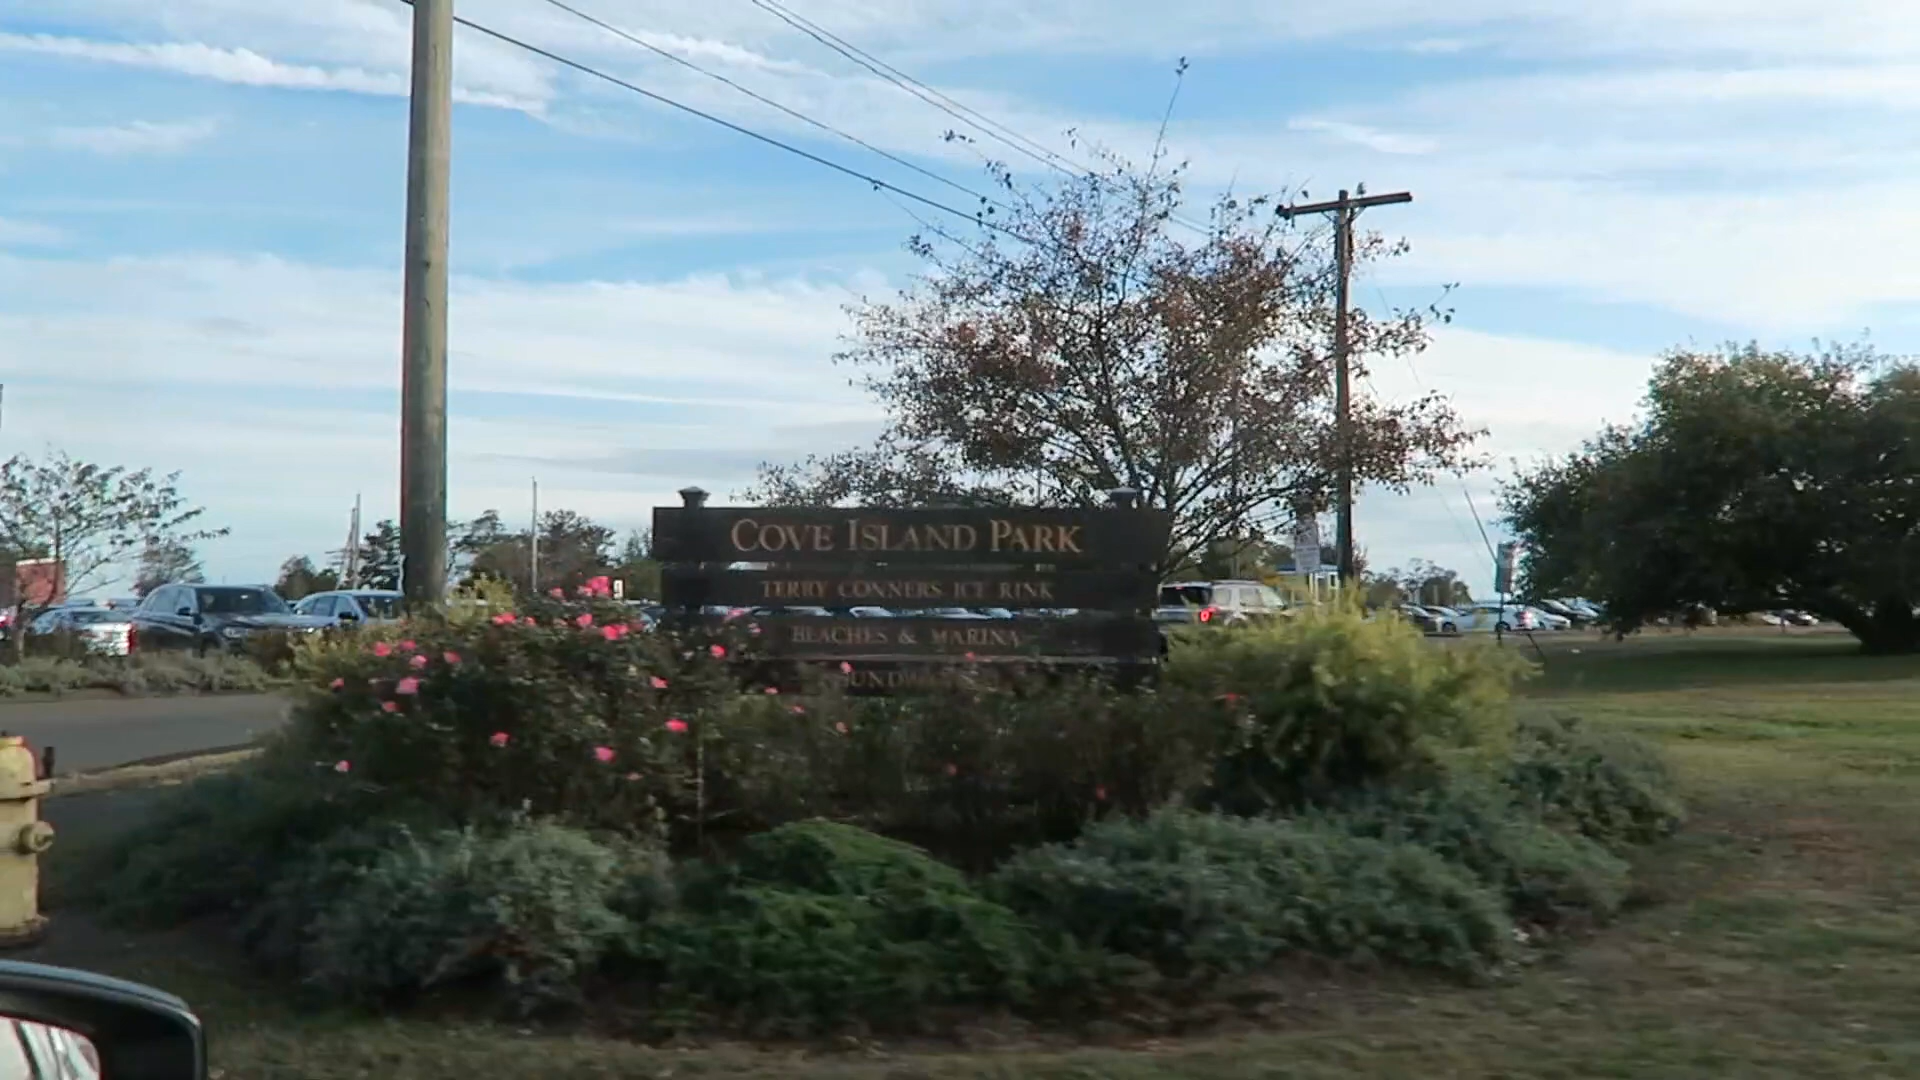 COVE ISLAND PARK
TERRY CONNERS ICE RINK
BEACHES & MARINA